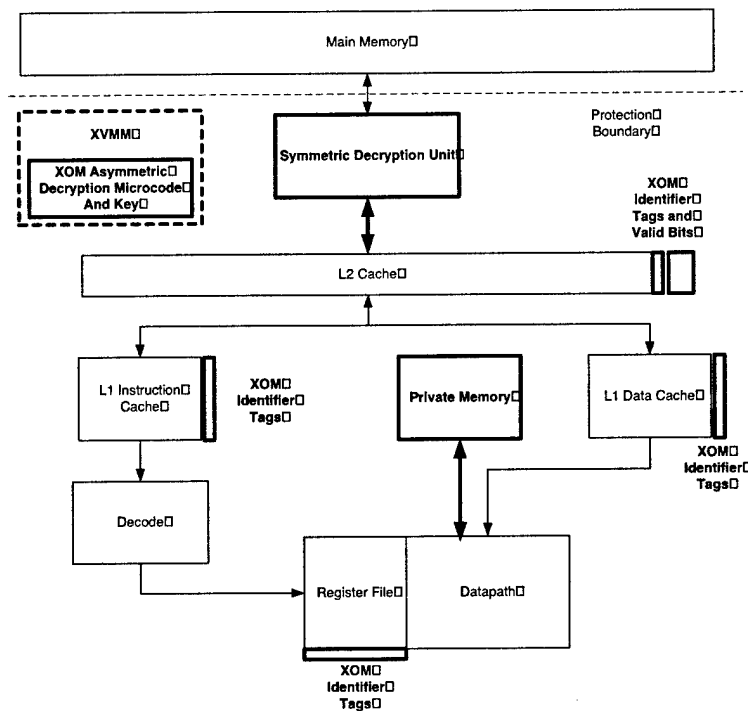 Main Memory
Protection
Boundary
XVMM
XOM Asymmetric
Decryption Microcode
And Key
Symmetric Decryption Unit
XOM
Identifier
Tags and
Valid Bits
L2 Cache
L1 Instruction
Cache
XOM
Identifier
Tags
Private Memory
L1 Data Cache
XOM
Identifier
Tags
Decode
Register File
Datapath
XOM
Identifier
Tags